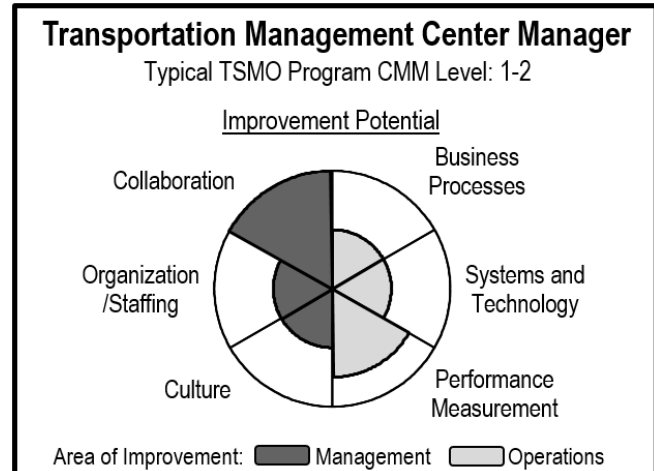 Transportation Management Center Manager
Typical TSMO Program CMM Level: 1-2
Improvement Potential
Collaboration
Business
Processes
Organization
/Staffing
Systems and
Technology
Culture
Performance
Measurement
Area of Improvement: Management Operations